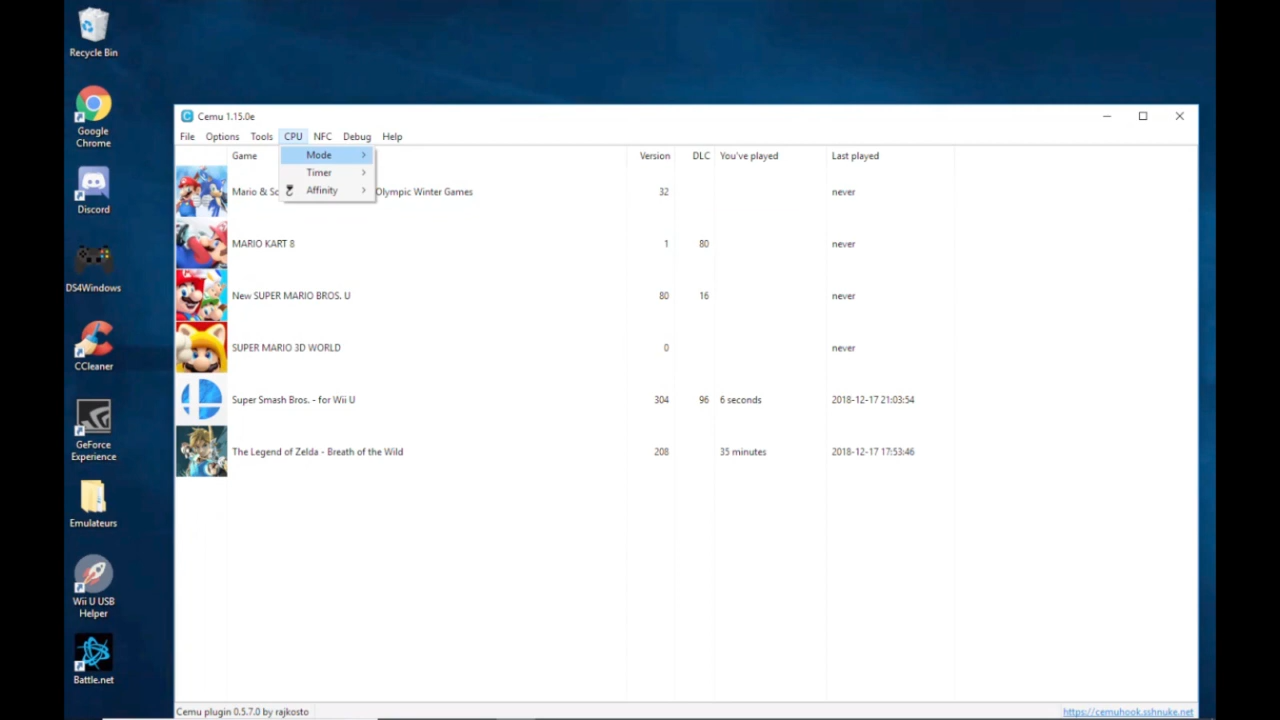 Recycle Bin
Google
Chrome
Discord
DS4Windows
CCleaner
GeForce
Experience
Emulateurs
Wii U USB
Helper
Battle.net
Cemu 1.15.0e
File Options Tools CPU NFC Debug Help
Mode
Timer
Affinity
Game Version DLC You've played Last played
Mario & Olympic Winter Games 32 never
MARIO KART 8 1 80 never
New SUPER MARIO BROS. U 80 16 never
SUPER MARIO 3D WORLD 0 never
Super Smash Bros. - for Wii U 304 96 6 seconds 2018-12-17 21:03:54
The Legend of Zelda - Breath of the Wild 208 35 minutes 2018-12-17 17:53:46
Cemu plugin 0.5.7.0 by rajkosto https://cemuhook.sshnuke.net